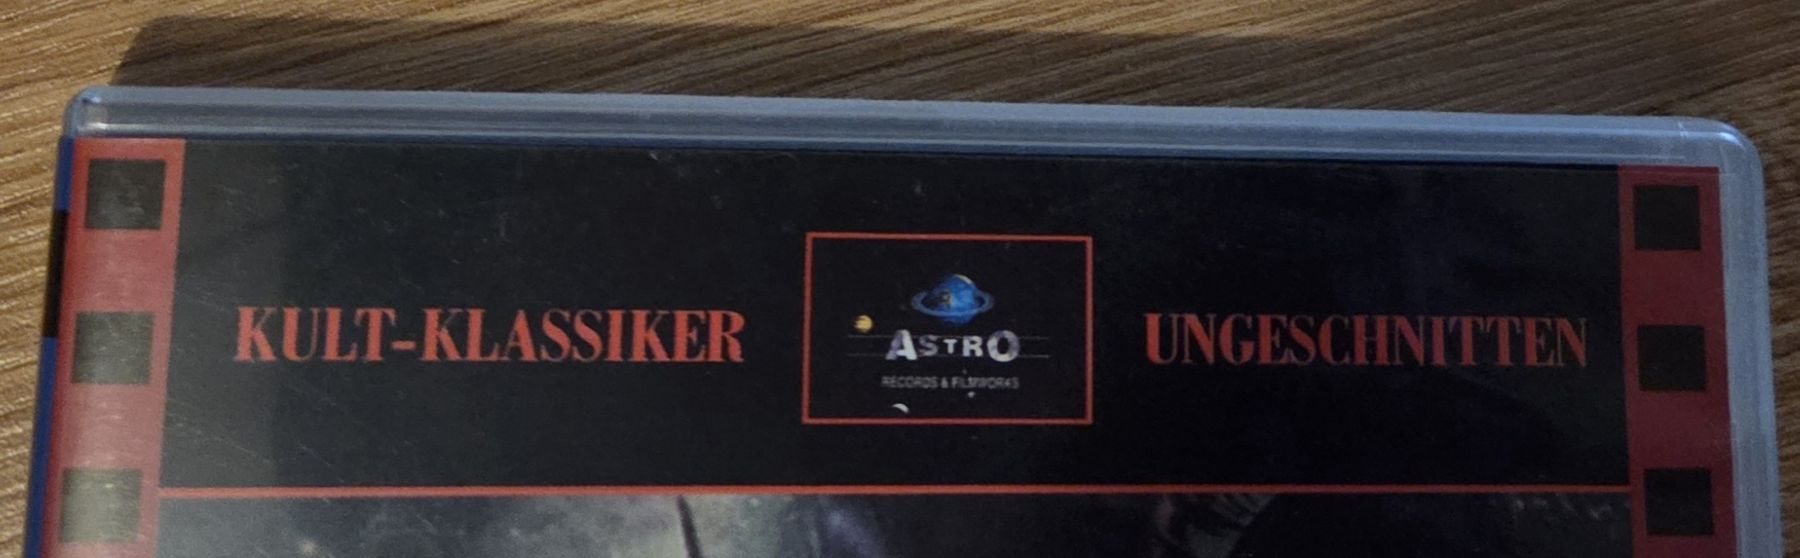 KULT-KLASSIKER
ASTRO
RECORDS & FILMWORKS
UNGESCHNITTEN